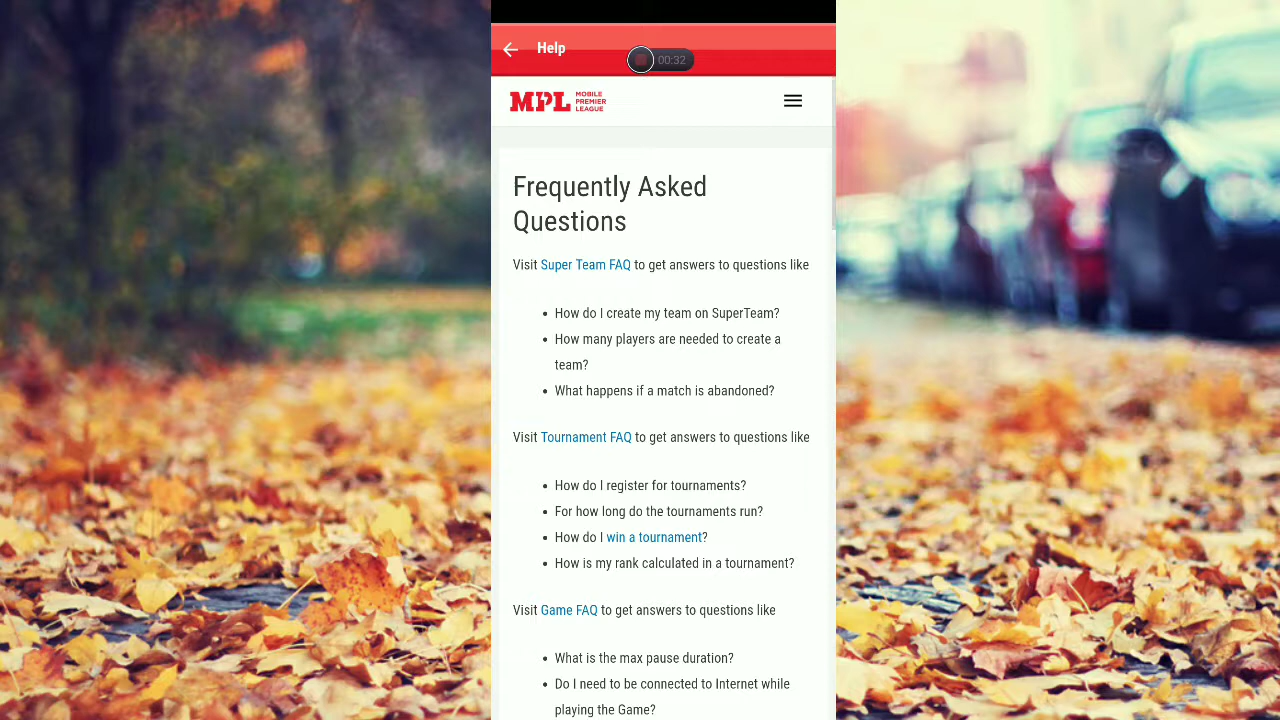 Help
00:32
MPL MOBILE
PREMIER
LEAGUE
Frequently Asked
Questions
Visit Super Team FAQ to get answers to questions like
• How do I create my team on SuperTeam?
• How many players are needed to create a
team?
• What happens if a match is abandoned?
Visit Tournament FAQ to get answers to questions like
• How do I register for tournaments?
• For how long do the tournaments run?
• How do I win a tournament?
• How is my rank calculated in a tournament?
Visit Game FAQ to get answers to questions like
• What is the max pause duration?
• Do I need to be connected to Internet while
playing the Game?